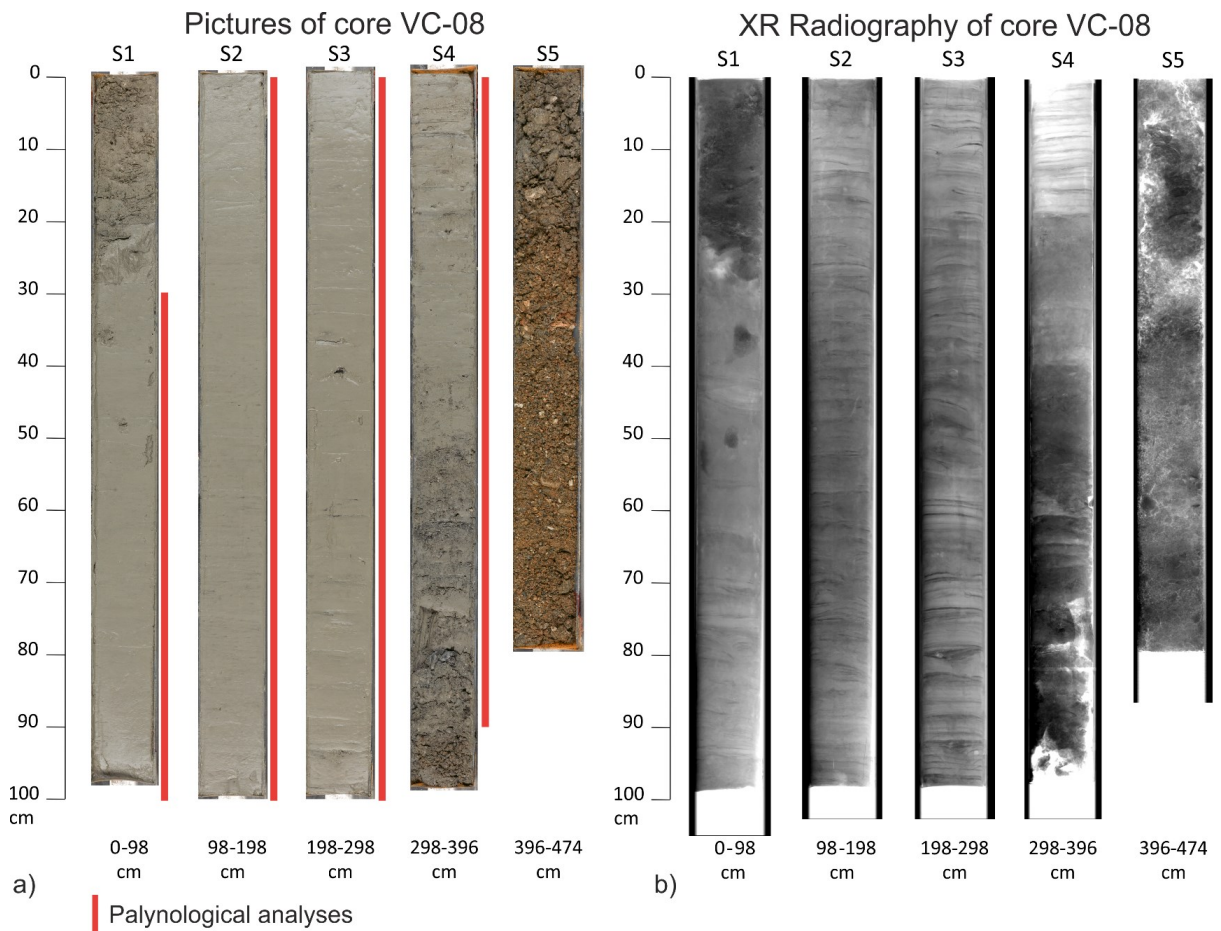 Pictures of core VC-08
S1 S2 S3 S4 S5
0
10
20
30
40
50
60
70
80
90
100
cm
0-98 98-198 198-298 298-396 396-474
cm cm cm cm cm
a)
Palynological analyses
XR Radiography of core VC-08
S1 S2 S3 S4 S5
0
10
20
30
40
50
60
70
80
90
100
cm
0-98 98-198 198-298 298-396 396-474
cm cm cm cm cm
b)